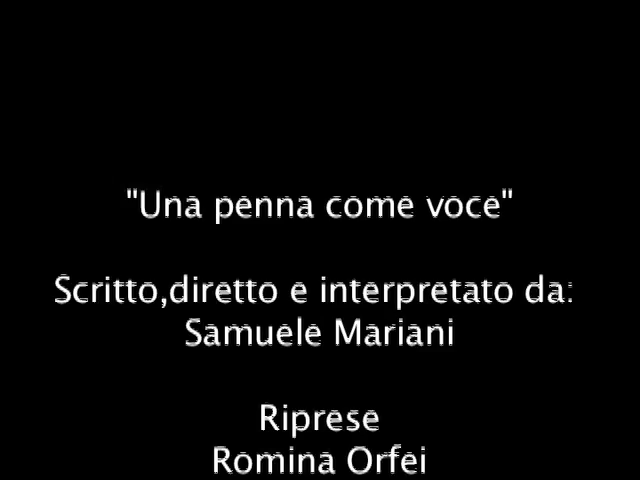 "Una penna come voce"
Scritto,diretto e interpretato da:
Samuele Mariani
Riprese
Romina Orfei